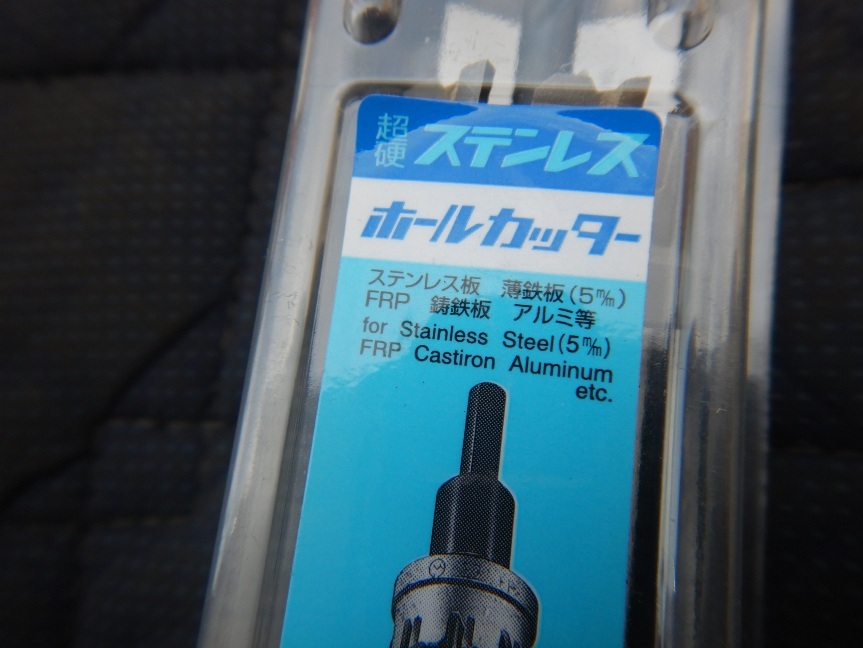 超硬 ステンレス
ホールカッター
ステンレス板 薄鉄板(5㎜)
FRP 鋳鉄板 アルミ等
for Stainless Steel(5㎜)
FRP Castiron Aluminum
etc.